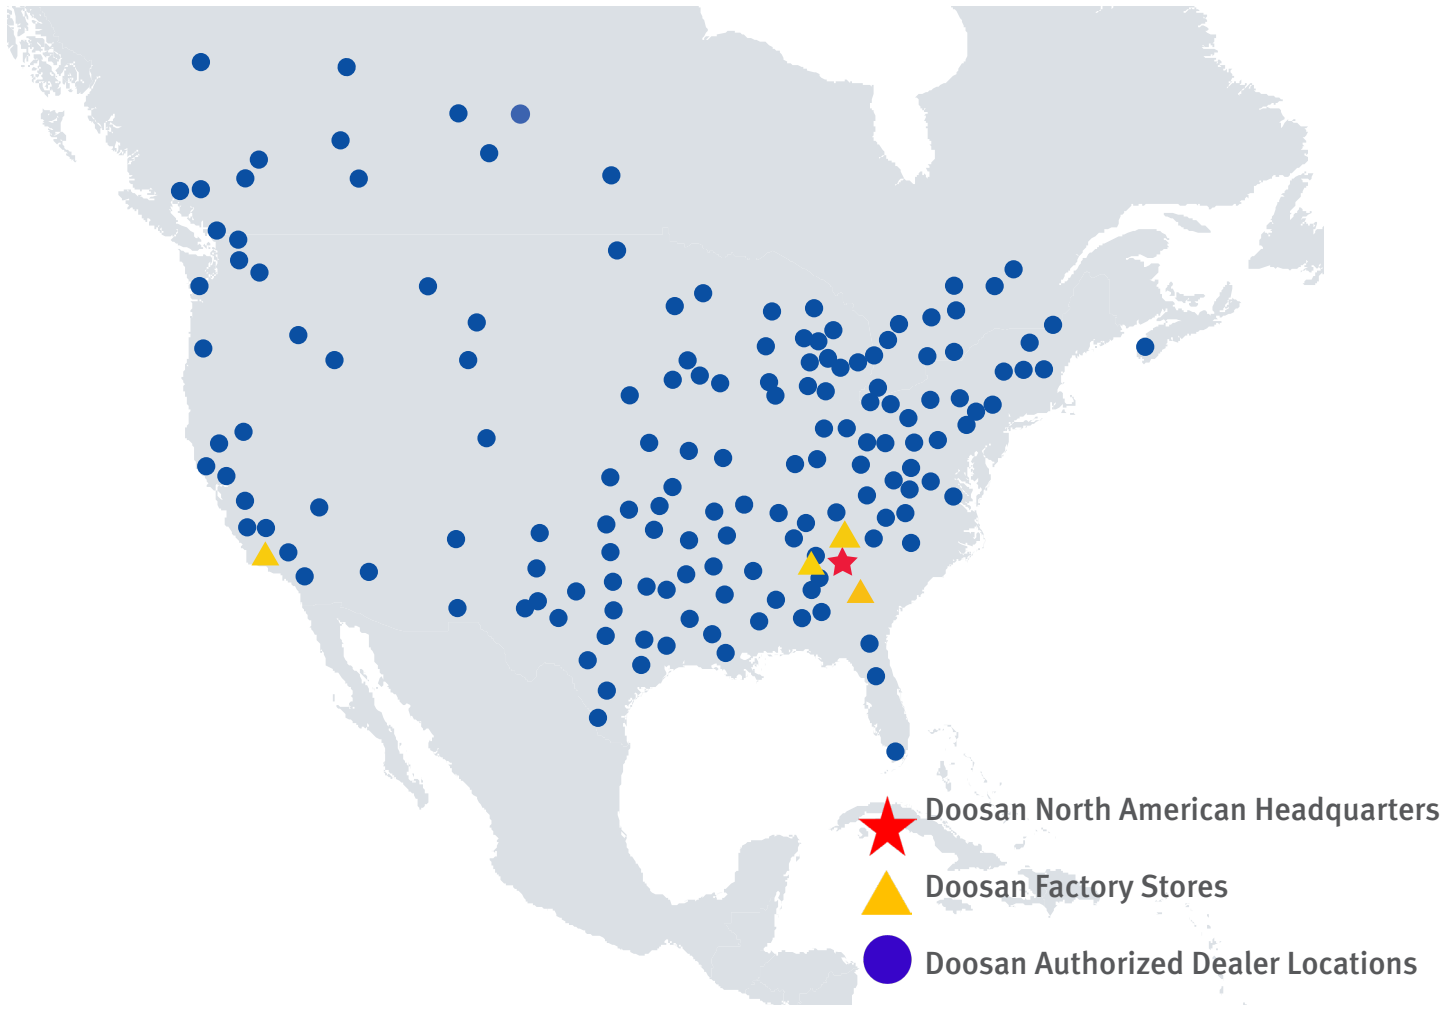 Doosan North American Headquarters
Doosan Factory Stores
Doosan Authorized Dealer Locations